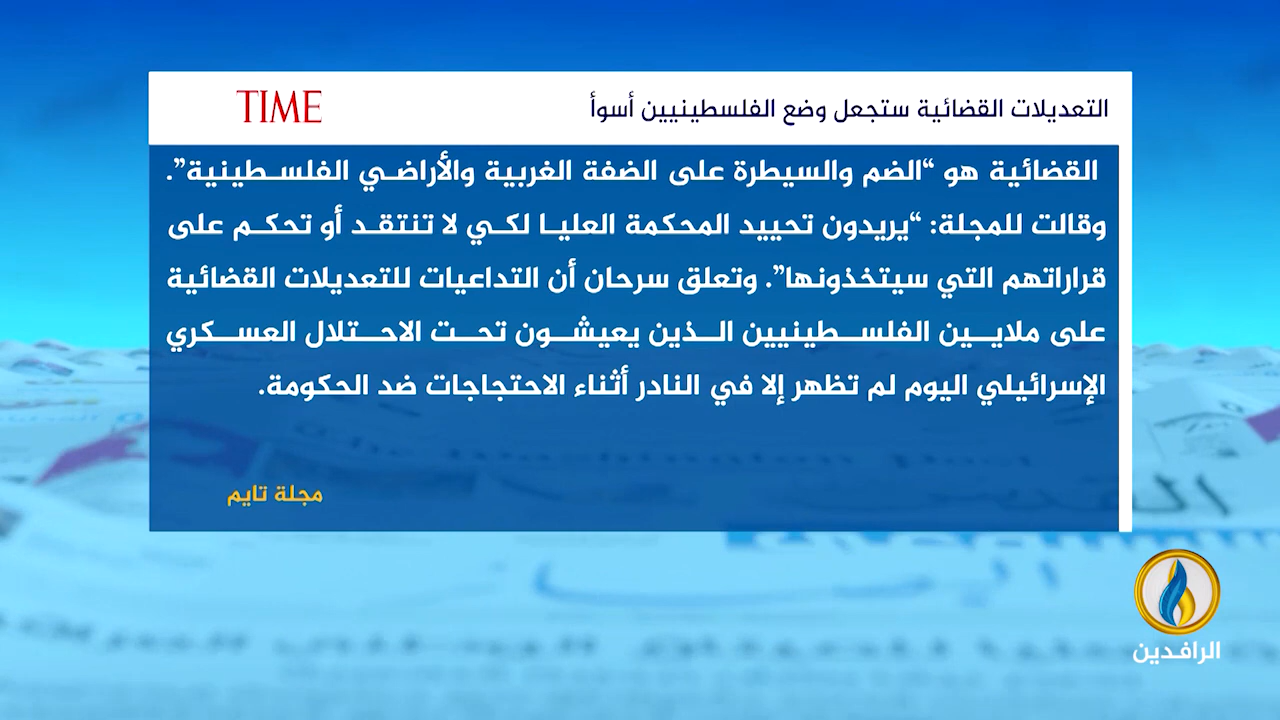 TIME
التعديلات القضائية ستجعل وضع الفلسطينيين أسوأ
القضائية هو “الضم والسيطرة على الضفة الغربية والأراضي الفلسطينية”.
وقالت للمجلة: “يريدون تحييد المحكمة العليا لكي لا تنتقد أو تحكم على
قراراتهم التي سيتخذونها”. وتعلق سرحان أن التداعيات للتعديلات القضائية
على ملايين الفلسطينيين الذين يعيشون تحت الاحتلال العسكري
الإسرائيلي اليوم لم تظهر إلا في النادر أثناء الاحتجاجات ضد الحكومة.
مجلة تايم
الرافدين